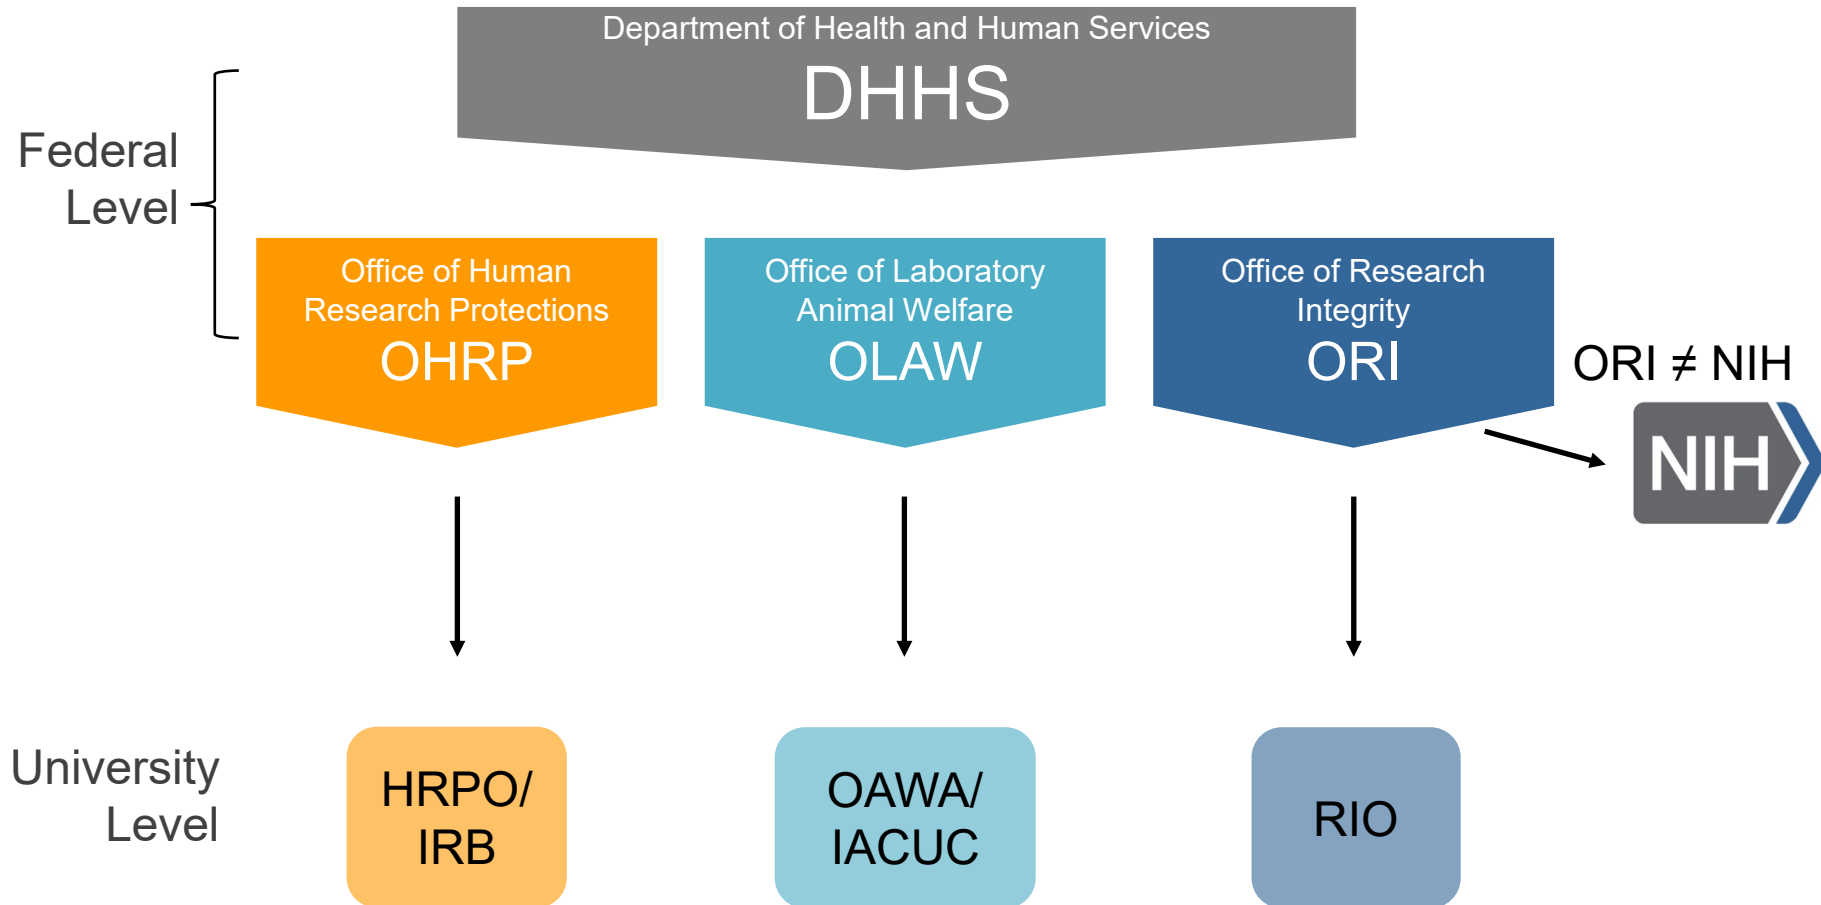 Department of Health and Human Services
DHHS
Federal
Level
Office of Human
Research Protections
OHRP
Office of Laboratory
Animal Welfare
OLAW
Office of Research
Integrity
ORI
ORI ≠ NIH
NIH
University
Level
HRPO/
IRB
OAWA/
IACUC
RIO